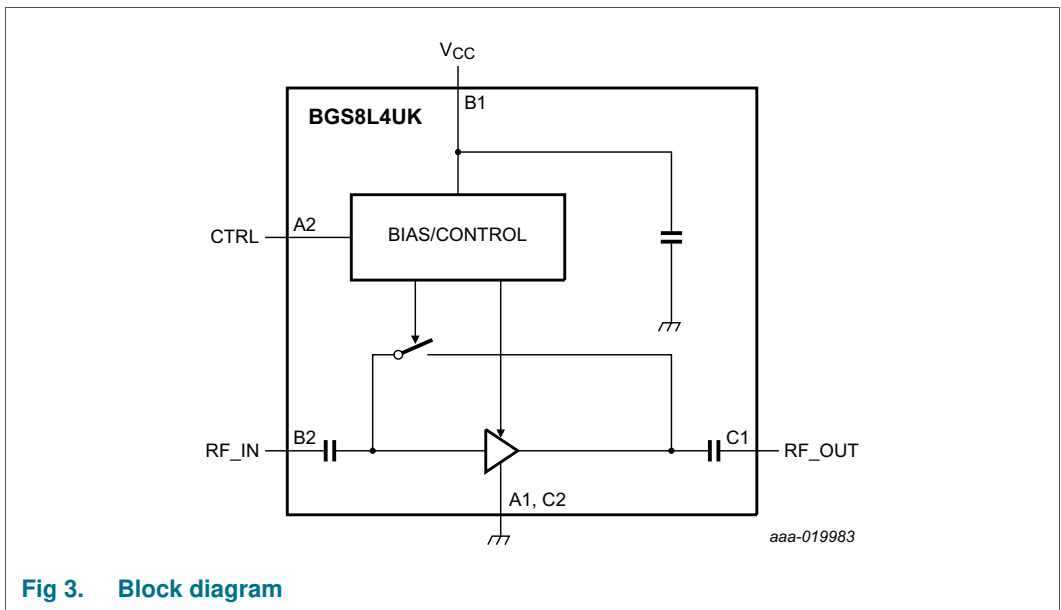 VCC
B1
BGS8L4UK
A2
CTRL
BIAS/CONTROL
B2
C1
RF_IN
RF_OUT
A1, C2
aaa-019983
Fig 3. Block diagram